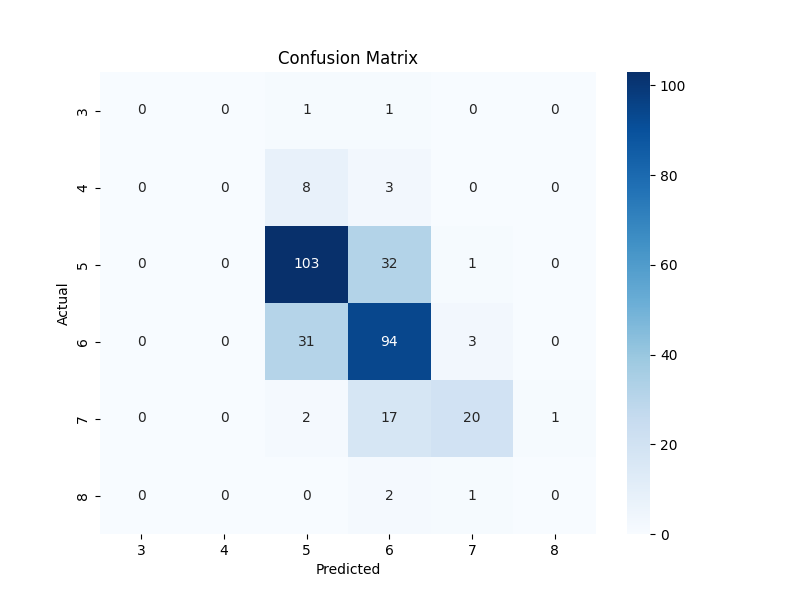 Confusion Matrix
Actual
3 0 0 1 1 0 0
4 0 0 8 3 0 0
5 0 0 103 32 1 0
6 0 0 31 94 3 0
7 0 0 2 17 20 1
8 0 0 0 2 1 0
3 4 5 6 7 8
Predicted
100
80
60
40
20
0